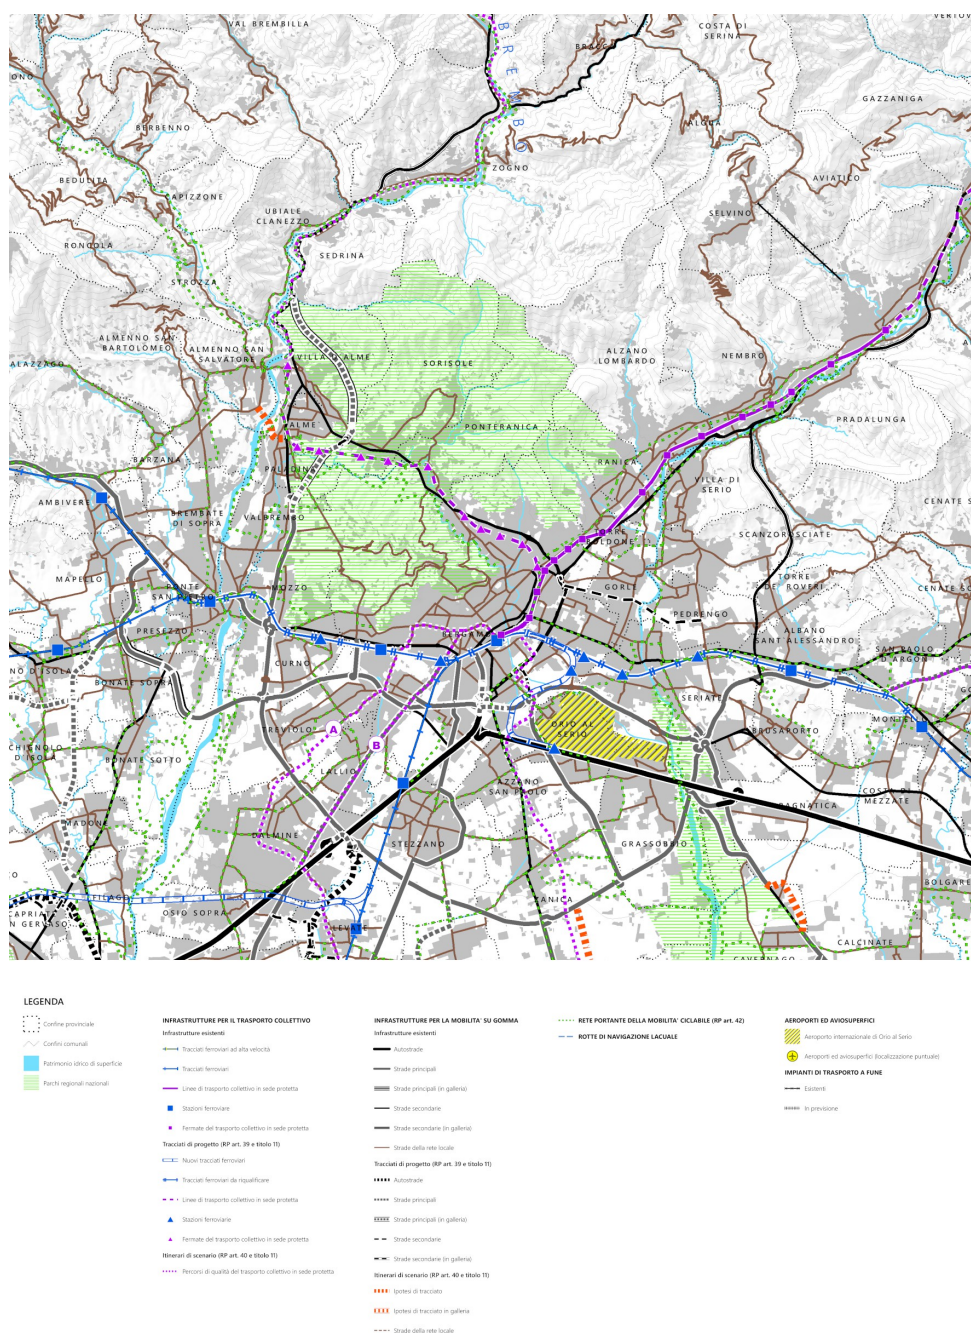 VAL BREMBILLA
COSTA DI
SERINA
BREMBO
BERBENNO
GAZZANIGA
ALGUA
ZOGNO
BEDULITA
CAPIZZONE
AVIATICO
UBIALE
CLANEZZO
SELVINO
RONCOLA
SEDRINA
STROZZA
ALMENNO SAN
BARTOLOMEO
ALMENNO SAN
SALVATORE
VILLA D'ALME
SORISOLE
ALZANO
LOMBARDO
NEMBRO
ALME
PONTERANICA
PRADALUNGA
BARZANA
PALADINA
RANICA
VILLA DI
SERIO
AMBIVERE
BREMBATE
DI SOPRA
VALBREMBO
CENATE S
SCANZOROSCIATE
MAPELLO
PONTE
SAN PIETRO
MOZZO
GORLE
TORRE
DE' ROVERI
CENATE SO
PRESEZZO
PEDRENGO
BERGAMO
ALBANO
SANT'ALESSANDRO
SAN PAOLO
D'ARGON
NO D'ISOLA
BONATE SOPRA
CURNO
SERIATE
TREVIOLO
A
B
ORIO AL
SERIO
BRUSAPORTO
MONTELLO
CHIGNOLO
D'ISOLA
BONATE SOTTO
LALLIO
AZZANO
SAN PAOLO
COSTA DI
MEZZATE
BAGNATICA
MADONE
DALMINE
STEZZANO
GRASSOBBIO
BOLGARE
OSIO SOPRA
ZANICA
LEVATE
CALCINATE
CAVERNAGO
LEGENDA
Confine provinciale
Confini comunali
Patrimonio idrico di superficie
Parchi regionali nazionali
INFRASTRUTTURE PER IL TRASPORTO COLLETTIVO
Infrastrutture esistenti
Tracciati ferroviari ad alta velocità
Tracciati ferroviari
Linee di trasporto collettivo in sede protetta
Stazioni ferroviare
Fermate del trasporto collettivo in sede protetta
Tracciati di progetto (RP art. 39 e titolo 11)
Nuovi tracciati ferroviari
Tracciati ferrovari da riqualificare
Linee di trasporto collettivo in sede protetta
Stazioni ferroviarie
Fermate del trasporto collettivo in sede protetta
Itinerari di scenario (RP art. 40 e titolo 11)
Percorsi di qualità del trasporto collettivo in sede protetta
INFRASTRUTTURE PER LA MOBILITA' SU GOMMA
Infrastrutture esistenti
Autostrade
Strade principali
Strade principali (in galleria)
Strade secondarie
Strade secondarie (in galleria)
Strade della rete locale
Tracciati di progetto (RP art. 39 e titolo 11)
Autostrade
Strade principali
Strade principali (in galleria)
Strade secondarie
Strade secondarie (in galleria)
Itinerari di scenario (RP art. 40 e titolo 11)
Ipotesi di tracciato
Ipotesi di tracciato in galleria
Strade della rete locale
RETE PORTANTE DELLA MOBILITA' CICLABILE (RP art. 42)
ROTTE DI NAVIGAZIONE LACUALE
AEROPORTI ED AVIOSUPERFICI
Aeroporto internazionale di Orio al Serio
Aeroporti ed aviosuperfici (localizzazione puntuale)
IMPIANTI DI TRASPORTO A FUNE
Esistenti
In previsione